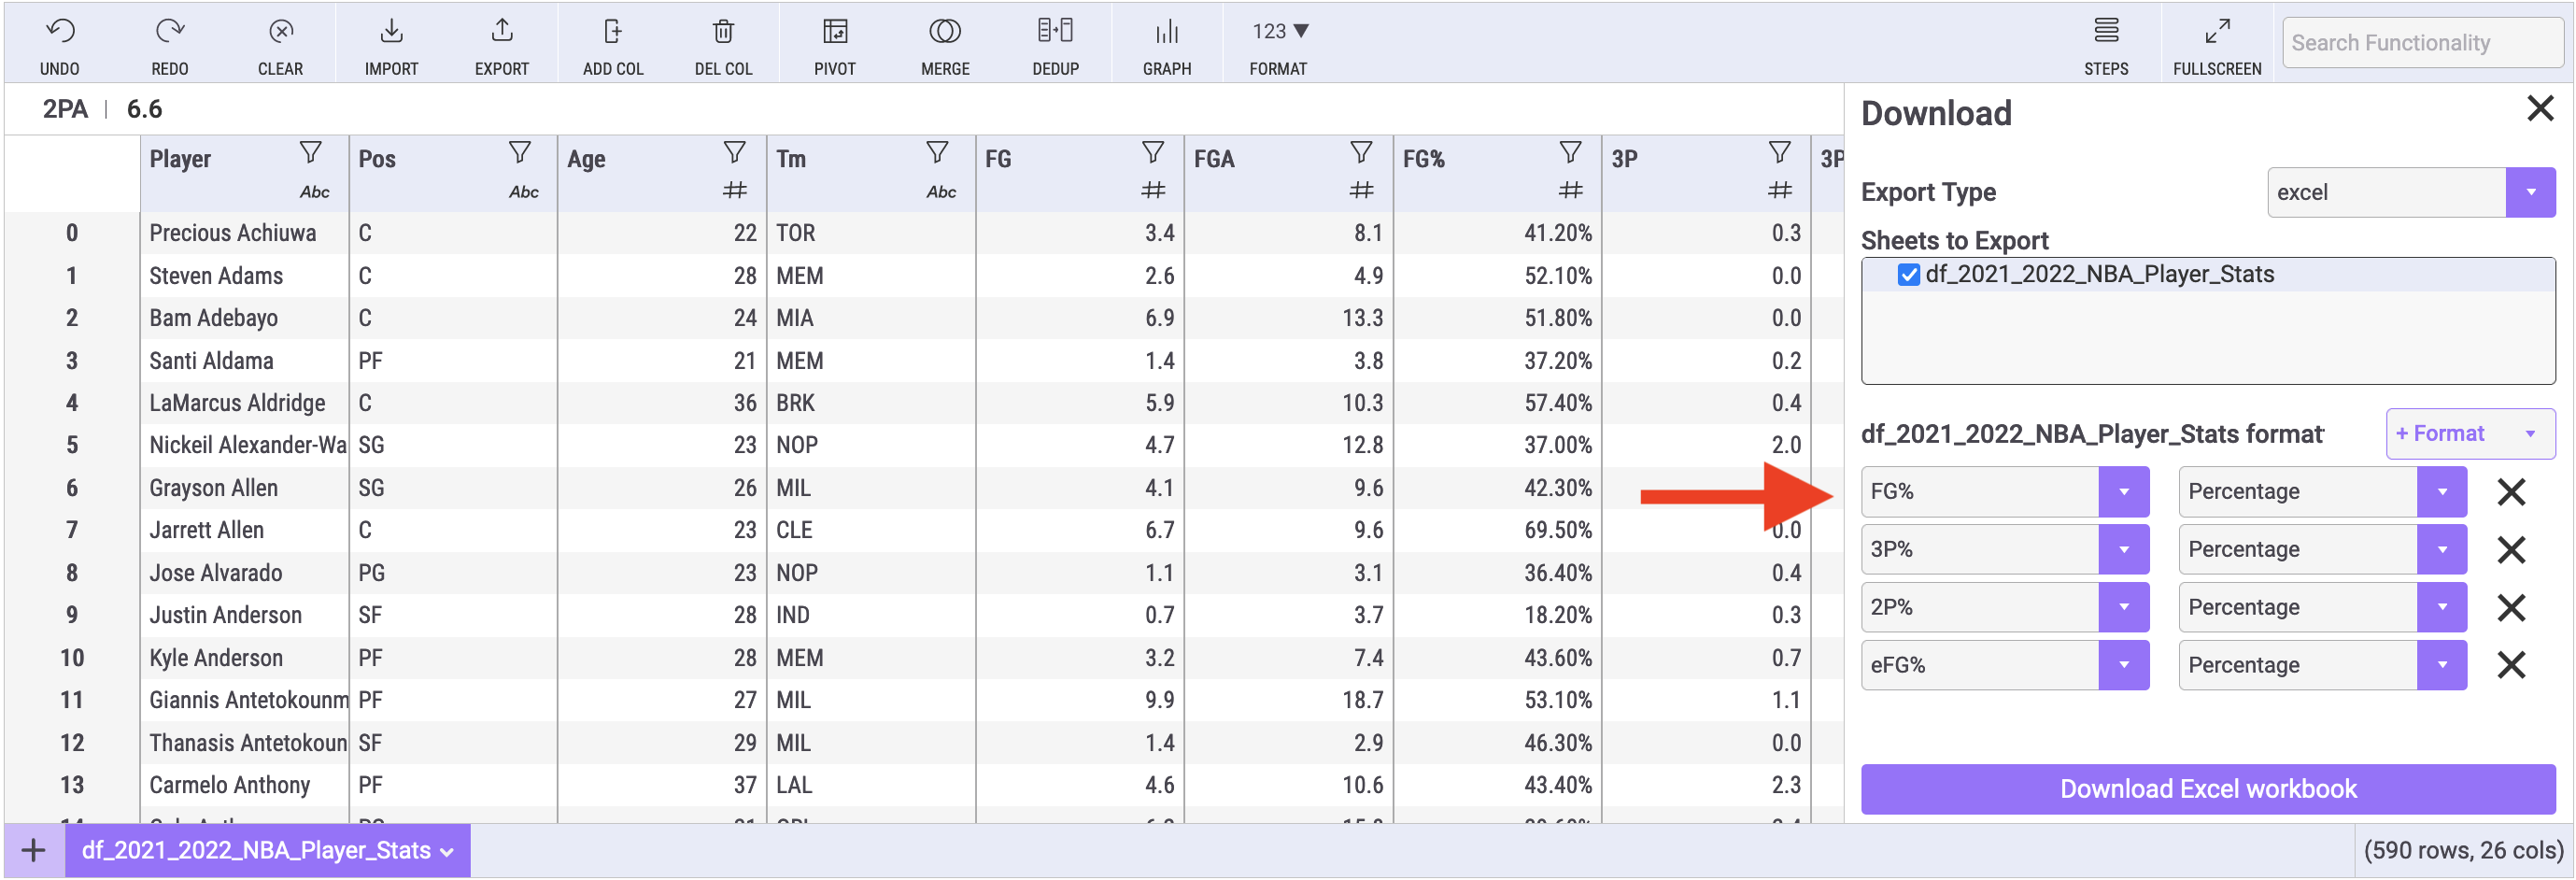 UNDO REDO CLEAR IMPORT EXPORT ADD COL DEL COL PIVOT MERGE DEDUP GRAPH 123 ▼ FORMAT STEPS FULLSCREEN Search Functionality
2PA | 6.6
Player Abc Pos Abc Age # Tm Abc FG # FGA # FG% # 3P # 3P
0 Precious Achiuwa C 22 TOR 3.4 8.1 41.20% 0.3
1 Steven Adams C 28 MEM 2.6 4.9 52.10% 0.0
2 Bam Adebayo C 24 MIA 6.9 13.3 51.80% 0.0
3 Santi Aldama PF 21 MEM 1.4 3.8 37.20% 0.2
4 LaMarcus Aldridge C 36 BRK 5.9 10.3 57.40% 0.4
5 Nickeil Alexander-Wa SG 23 NOP 4.7 12.8 37.00% 2.0
6 Grayson Allen SG 26 MIL 4.1 9.6 42.30%
7 Jarrett Allen C 23 CLE 6.7 9.6 69.50% 0.0
8 Jose Alvarado PG 23 NOP 1.1 3.1 36.40% 0.4
9 Justin Anderson SF 28 IND 0.7 3.7 18.20% 0.3
10 Kyle Anderson PF 28 MEM 3.2 7.4 43.60% 0.7
11 Giannis Antetokounm PF 27 MIL 9.9 18.7 53.10% 1.1
12 Thanasis Antetokoun SF 29 MIL 1.4 2.9 46.30% 0.0
13 Carmelo Anthony PF 37 LAL 4.6 10.6 43.40% 2.3
Download
Export Type excel
Sheets to Export
df_2021_2022_NBA_Player_Stats
df_2021_2022_NBA_Player_Stats format + Format
FG% Percentage
3P% Percentage
2P% Percentage
eFG% Percentage
Download Excel workbook
+ df_2021_2022_NBA_Player_Stats
(590 rows, 26 cols)